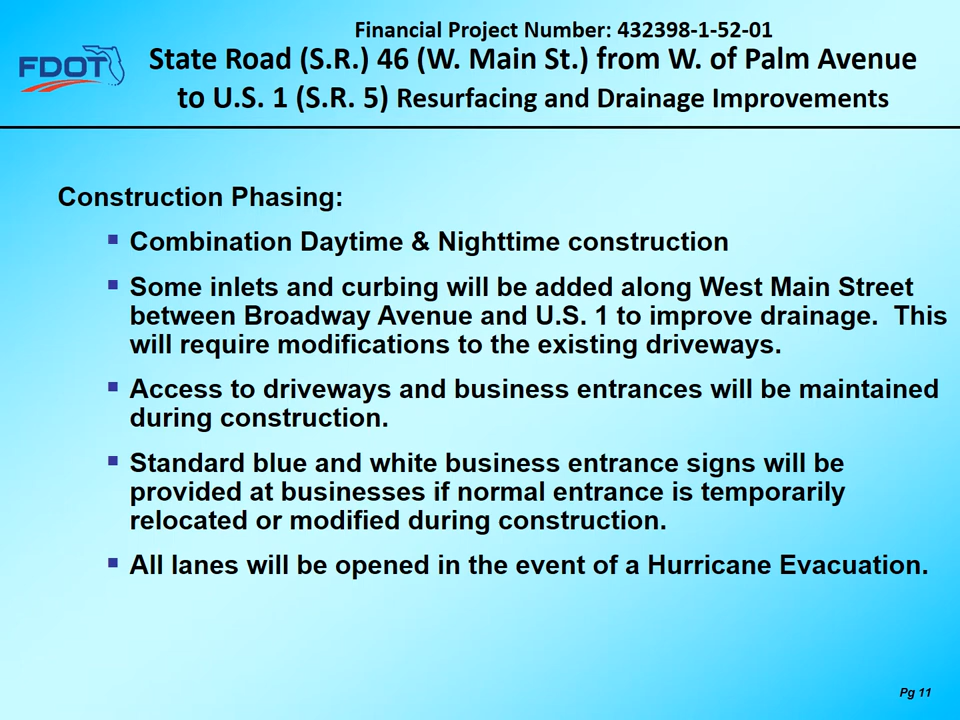 Financial Project Number: 432398-1-52-01
FDOT
State Road (S.R.) 46 (W. Main St.) from W. of Palm Avenue
to U.S. 1 (S.R. 5) Resurfacing and Drainage Improvements
Construction Phasing:
▪ Combination Daytime & Nighttime construction
▪ Some inlets and curbing will be added along West Main Street
between Broadway Avenue and U.S. 1 to improve drainage.  This
will require modifications to the existing driveways.
▪ Access to driveways and business entrances will be maintained
during construction.
▪ Standard blue and white business entrance signs will be
provided at businesses if normal entrance is temporarily
relocated or modified during construction.
▪ All lanes will be opened in the event of a Hurricane Evacuation.
Pg 11